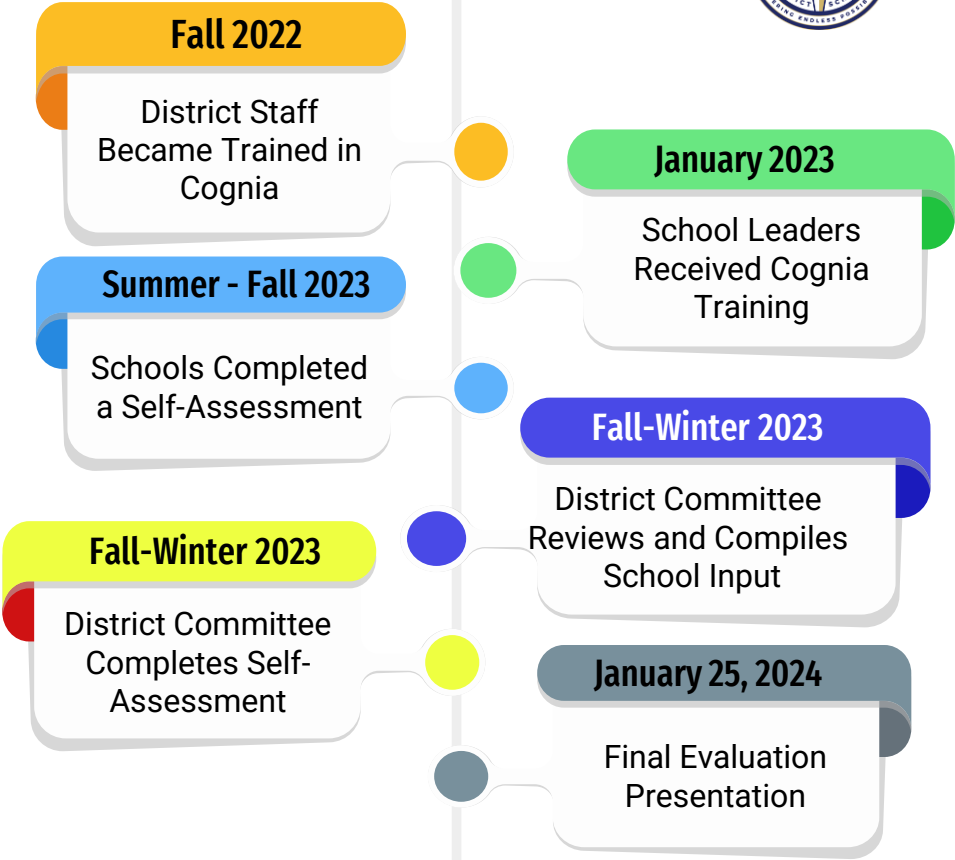 Fall 2022
District Staff
Became Trained in
Cognia
January 2023
School Leaders
Received Cognia
Training
Summer - Fall 2023
Schools Completed
a Self-Assessment
Fall-Winter 2023
District Committee
Reviews and Compiles
School Input
Fall-Winter 2023
District Committee
Completes Self-
Assessment
January 25, 2024
Final Evaluation
Presentation